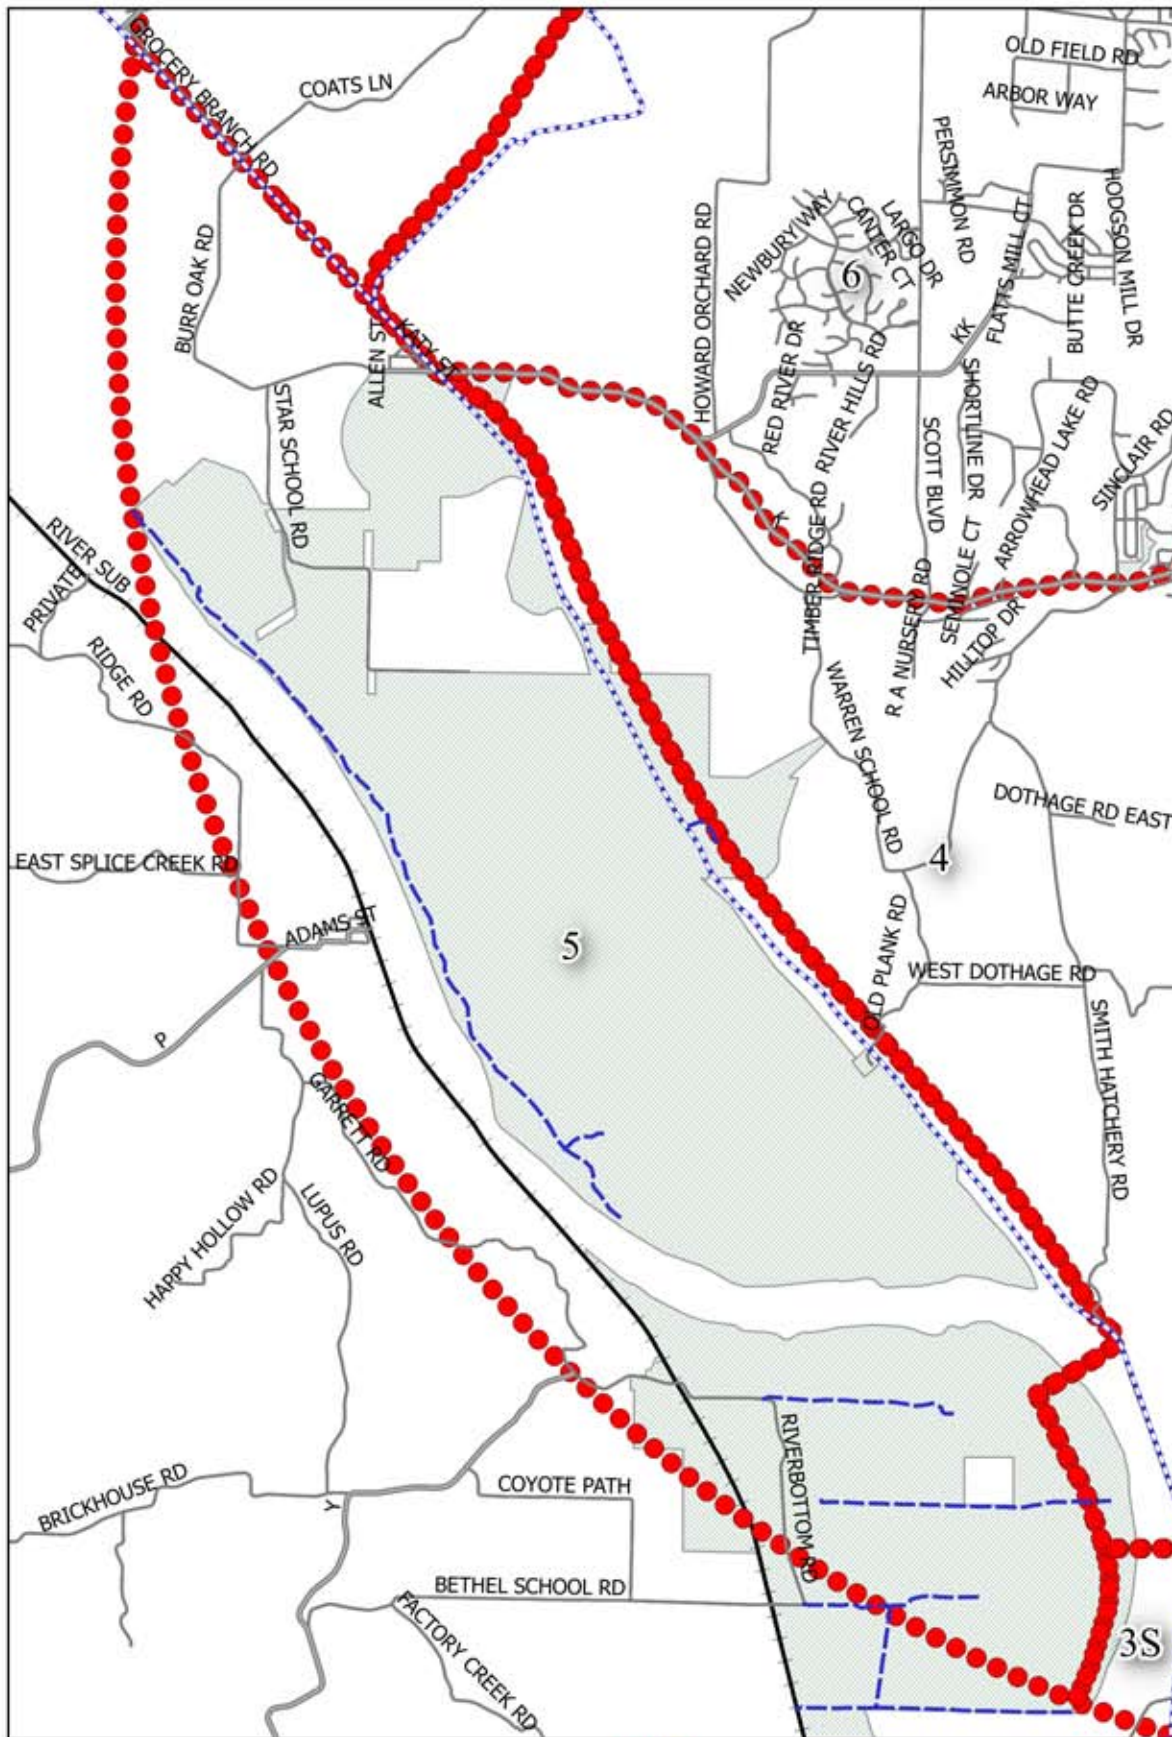 GROCERY BRANCH RD
COATS LN
OLD FIELD RD
ARBOR WAY
PERSIMMON RD
HODGSON MILL DR
BUTTE CREEK DR
LARGO DR
CANTER CT
NEWBURY WAY
HOWARD ORCHARD RD
FLATTS MILL CT
BURR OAK RD
6
KK
KATY ST
ALLEN ST
RED RIVER DR
RIVER HILLS RD
SHORTLINE DR
ARROWHEAD LAKE RD
SINCLAIR RD
STAR SCHOOL RD
SCOTT BLVD
K
TIMBER RIDGE RD
SEMINOLE CT
R A NURSERY RD
HILLTOP DR
RIVER SUB
PRIVATE
RIDGE RD
WARREN SCHOOL RD
DOTHAGE RD EAST
EAST SPLICE CREEK RD
4
ADAMS ST
5
OLD PLANK RD
WEST DOTHAGE RD
P
SMITH HATCHERY RD
GARRETT RD
HAPPY HOLLOW RD
LUPUS RD
RIVERBOTTOM RD
BRICKHOUSE RD
Y
COYOTE PATH
BETHEL SCHOOL RD
FACTORY CREEK RD
3S